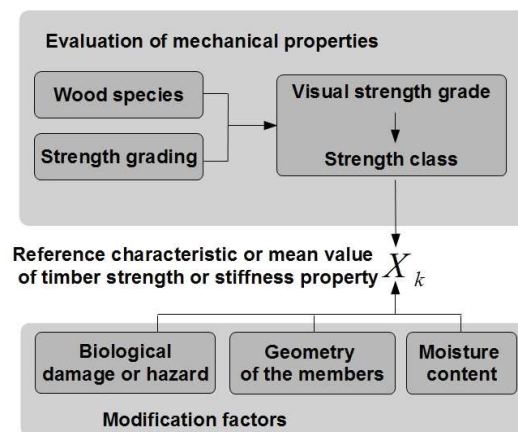 Evaluation of mechanical properties
Wood species
Strength grading
Visual strength grade
Strength class
Reference characteristic or mean value
of timber strength or stiffness property
X k
Biological
damage or hazard
Geometry
of the members
Moisture
content
Modification factors